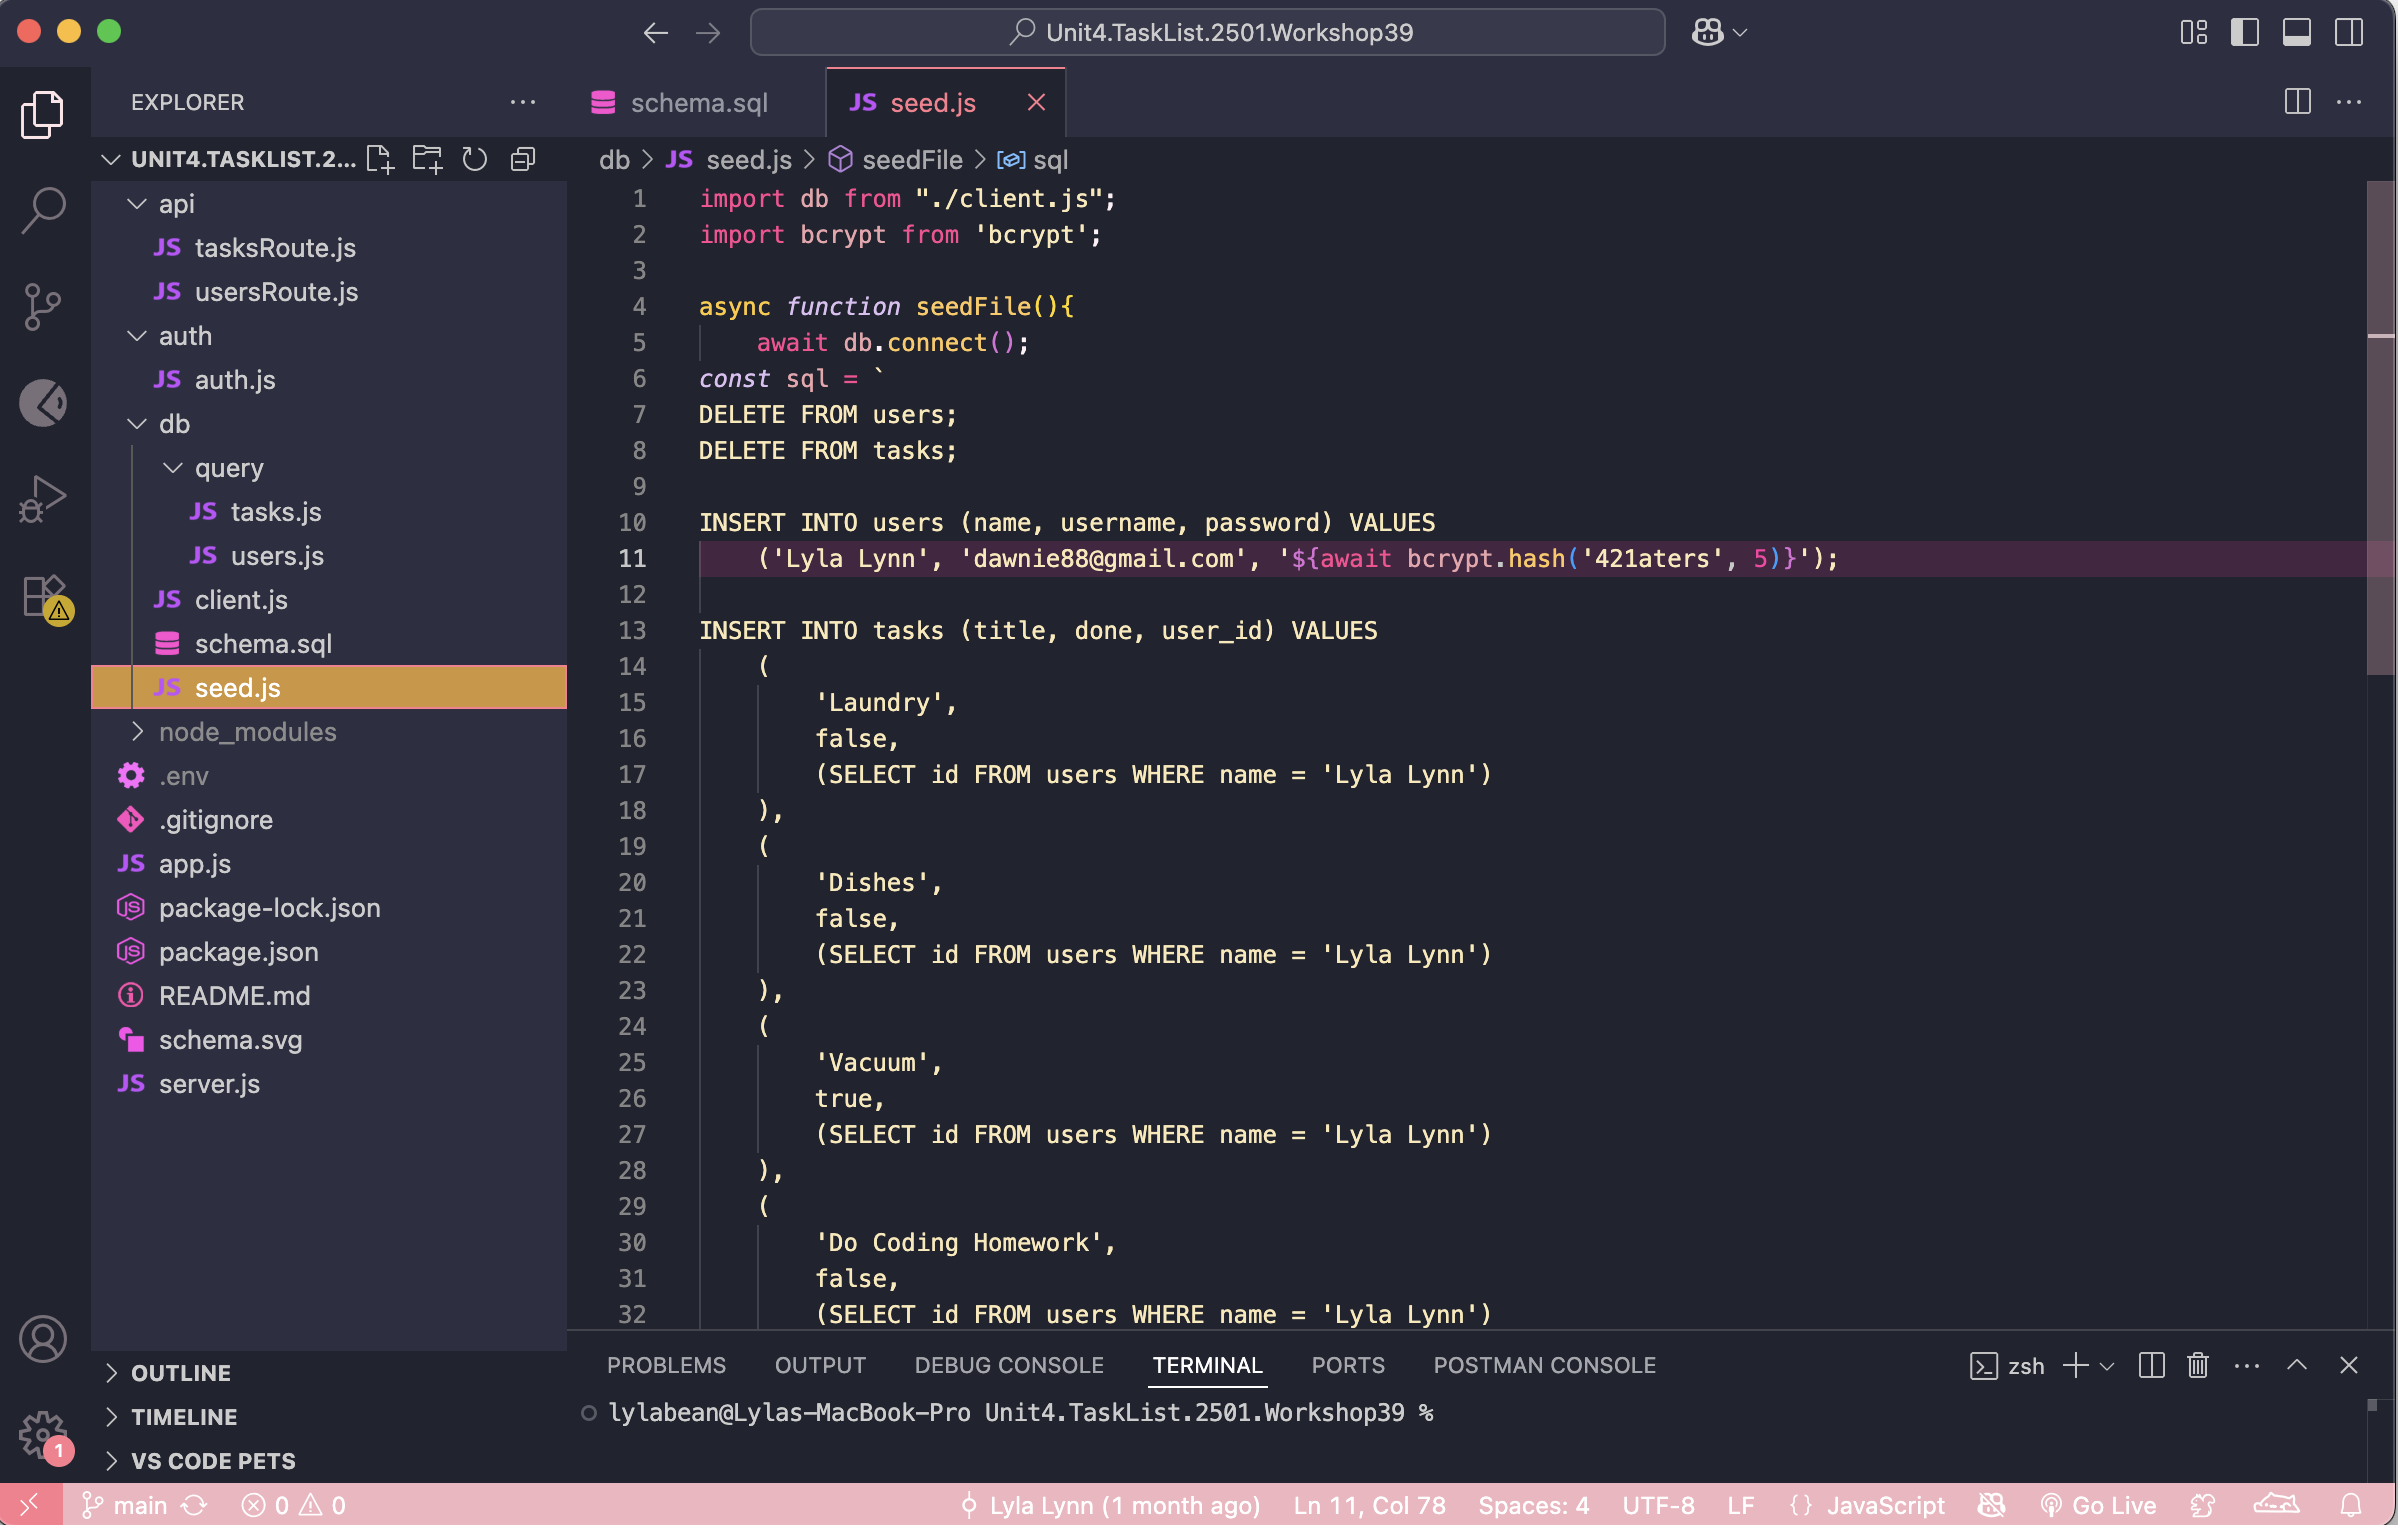 Unit4.TaskList.2501.Workshop39
EXPLORER
schema.sql
JS seed.js
UNIT4.TASKLIST.2...
db > JS seed.js > seedFile > sql
api
JS tasksRoute.js
JS usersRoute.js
auth
JS auth.js
db
query
JS tasks.js
JS users.js
JS client.js
schema.sql
JS seed.js
node_modules
.env
.gitignore
JS app.js
JS package-lock.json
JS package.json
README.md
schema.svg
JS server.js
OUTLINE
TIMELINE
VS CODE PETS
1
1 import db from "./client.js";
2 import bcrypt from 'bcrypt';
3
4 async function seedFile(){
5 await db.connect();
6 const sql = `
7 DELETE FROM users;
8 DELETE FROM tasks;
9
10 INSERT INTO users (name, username, password) VALUES
11 ('Lyla Lynn', 'dawnie88@gmail.com', '${await bcrypt.hash('421aters', 5)}');
12
13 INSERT INTO tasks (title, done, user_id) VALUES
14 (
15 'Laundry',
16 false,
17 (SELECT id FROM users WHERE name = 'Lyla Lynn')
18 ),
19 (
20 'Dishes',
21 false,
22 (SELECT id FROM users WHERE name = 'Lyla Lynn')
23 ),
24 (
25 'Vacuum',
26 true,
27 (SELECT id FROM users WHERE name = 'Lyla Lynn')
28 ),
29 (
30 'Do Coding Homework',
31 false,
32 (SELECT id FROM users WHERE name = 'Lyla Lynn')
PROBLEMS OUTPUT DEBUG CONSOLE TERMINAL PORTS POSTMAN CONSOLE zsh
lylabean@Lylas-MacBook-Pro Unit4.TaskList.2501.Workshop39 %
main 0 0 Lyla Lynn (1 month ago) Ln 11, Col 78 Spaces: 4 UTF-8 LF {} JavaScript Go Live